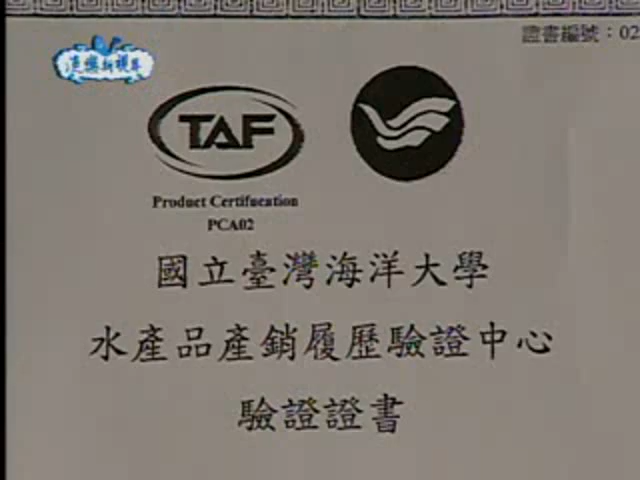 證書編號：02
TAF
Product Certification
PCA02
國立臺灣海洋大學
水產品產銷履歷驗證中心
驗證證書